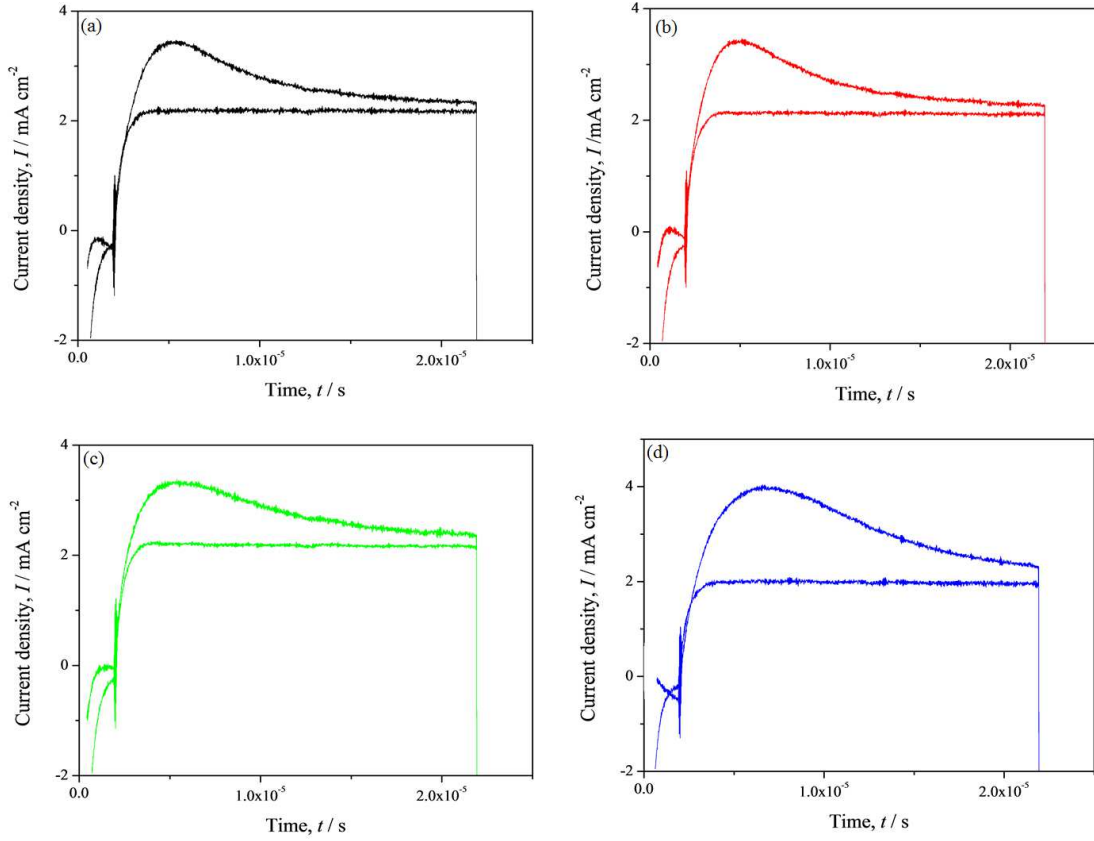 (a)
Current density, I / mA cm-2
4
2
0
-2
0.0
1.0x10-5
2.0x10-5
Time, t / s
(b)
Current density, I /mA cm-2
4
2
0
-2
0.0
1.0x10-5
2.0x10-5
Time, t / s
(c)
Current density, I / mA cm-2
4
2
0
-2
0.0
1.0x10-5
2.0x10-5
Time, t / s
(d)
Current density, I / mA cm-2
4
2
0
-2
0.0
1.0x10-5
2.0x10-5
Time, t / s